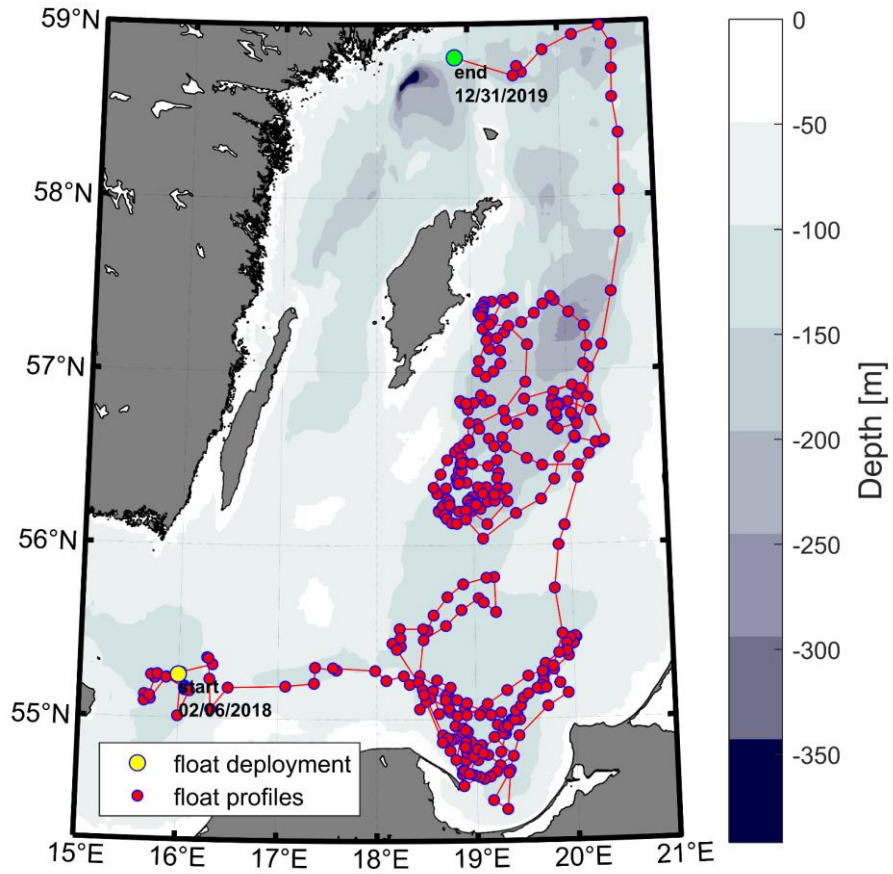 59°N
58°N
57°N
56°N
55°N
15°E
16°E
17°E
18°E
19°E
20°E
21°E
end
12/31/2019
start
02/06/2018
float deployment
float profiles
0
-50
-100
-150
-200
-250
-300
-350
Depth [m]